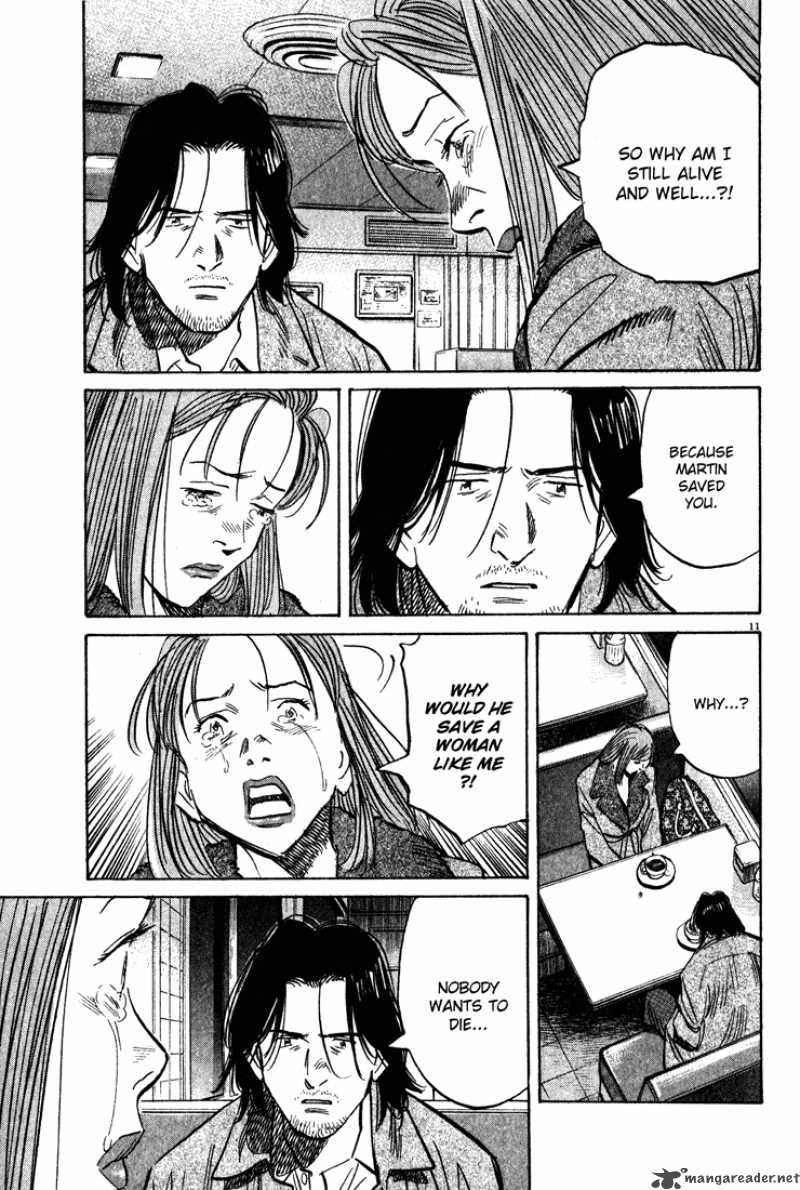 SO WHY AM I
STILL ALIVE
AND WELL...?!
BECAUSE
MARTIN
SAVED
YOU.
11
WHY...?
WHY
WOULD HE
SAVE A
WOMAN
LIKE ME
?!
NOBODY
WANTS TO
DIE...
mangareader.net